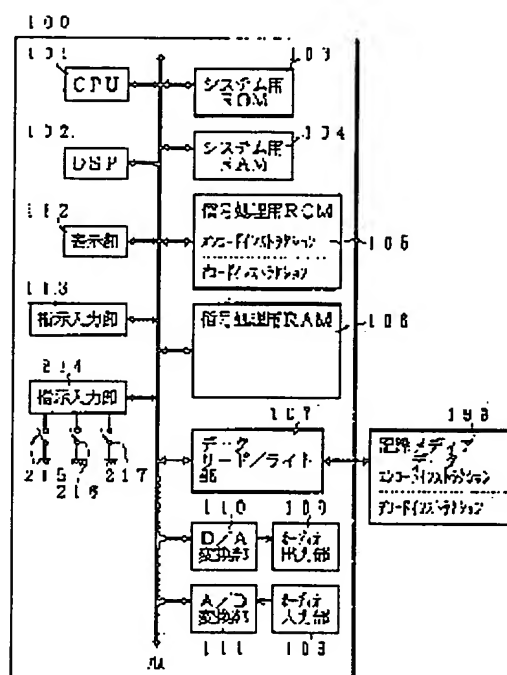 100
101
CPU
103
システム用
ROM
102
DSP
104
システム用
RAM
112
表示部
信号処理用ROM
エンコードインストラクション
デコードインストラクション
105
113
指示入力部
信号処理用RAM
106
214
指示入力部
215
216
217
107
データ
リード/ライト
部
記録メディア
データ
エンコードインストラクション
デコードインストラクション
110
D/A
変換部
109
オーディオ
出力部
A/D
変換部
111
オーディオ
入力部